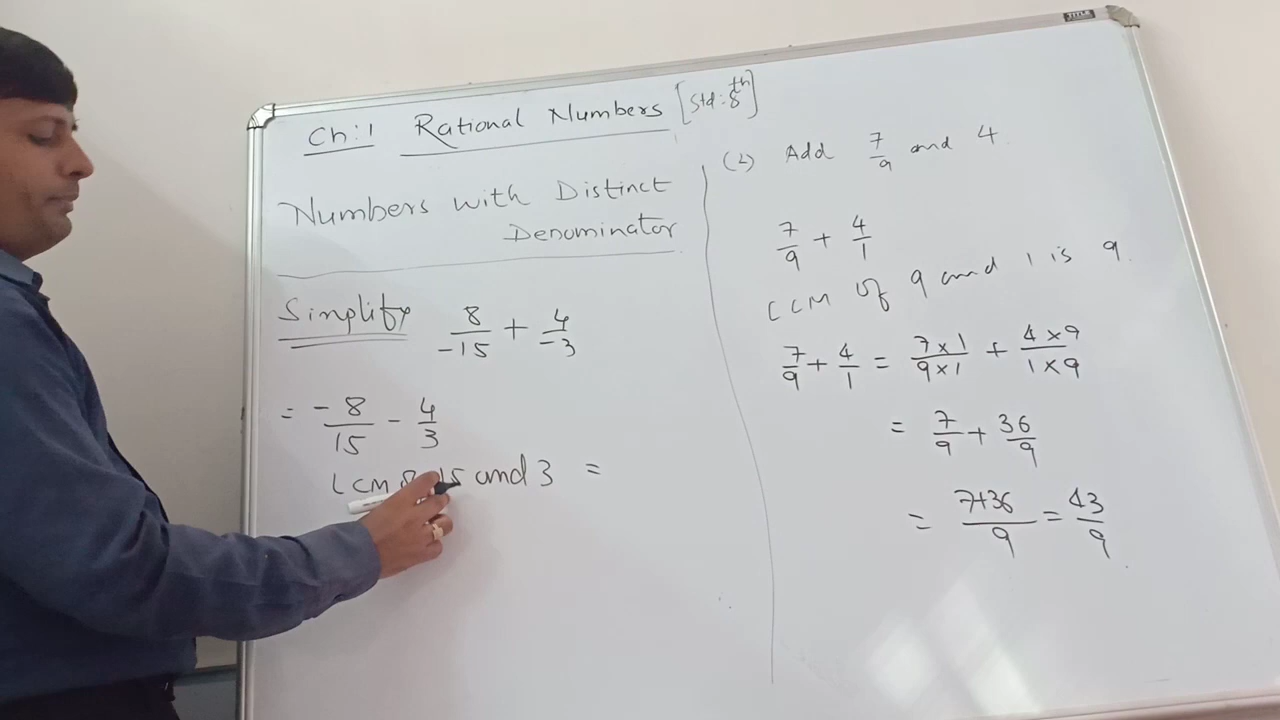 Ch:1 Rational Numbers [Std:8th]
Numbers with Distinct
Denominator
Simplify 8/-15 + 4/-3
= -8/15 - 4/3
LCM 15 and 3 =
(2) Add 7/9 and 4
7/9 + 4/1
LCM of 9 and 1 is 9.
7/9 + 4/1 = 7×1/9×1 + 4×9/1×9
= 7/9 + 36/9
= 7+36/9 = 43/9